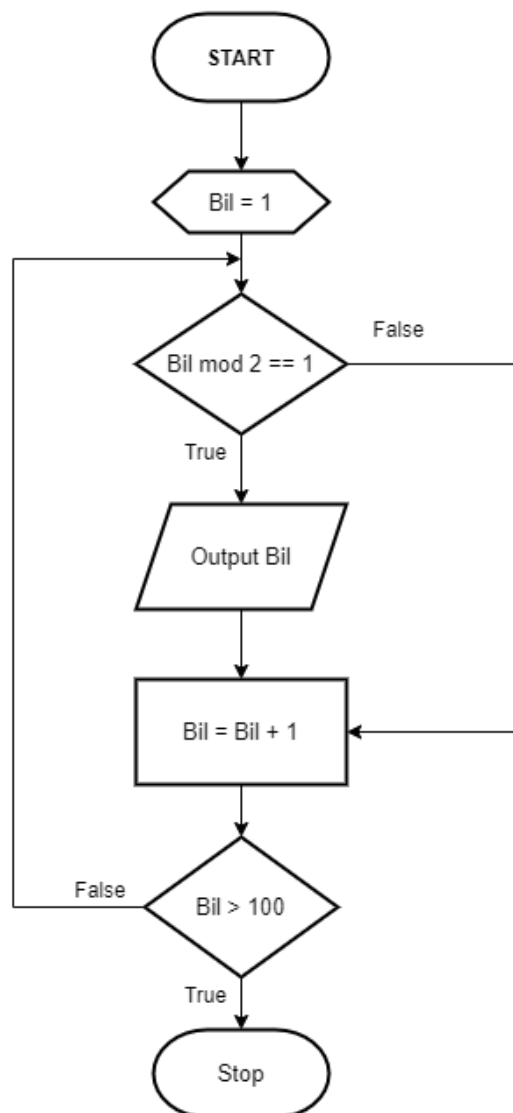 START
Bil = 1
Bil mod 2 == 1
False
True
Output Bil
Bil = Bil + 1
Bil > 100
False
True
Stop